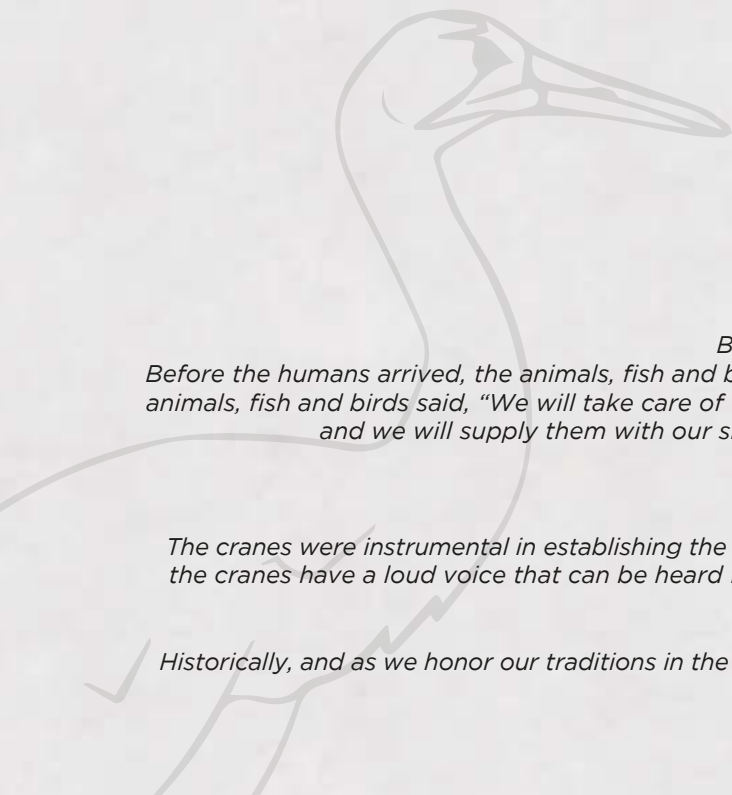 Before the humans arrived, the animals, fish and
animals, fish and birds said, “We will take care of
and we will supply them with our
The cranes were instrumental in establishing the
the cranes have a loud voice that can be heard
Historically, and as we honor our traditions in the